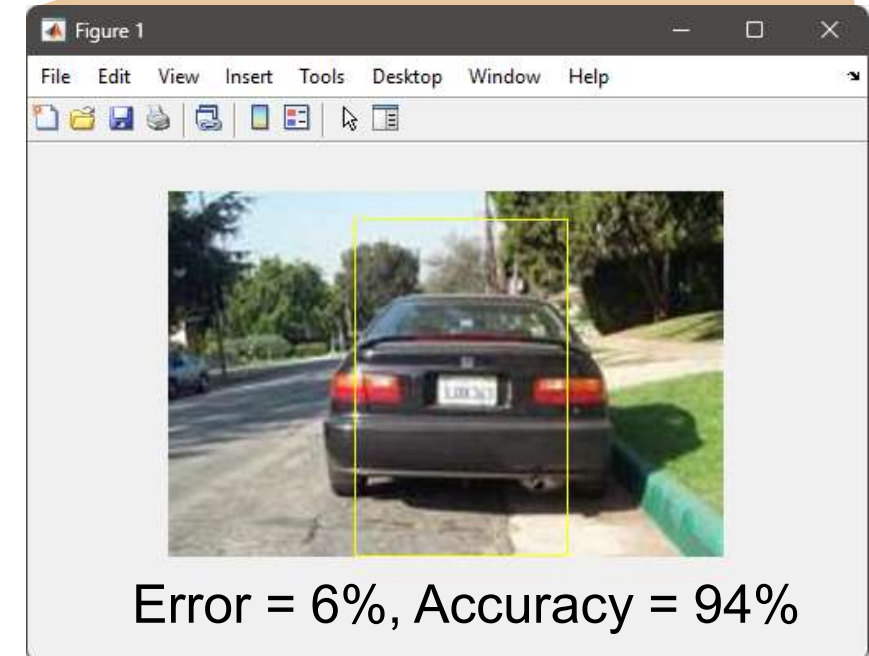 Figure 1
File Edit View Insert Tools Desktop Window Help
Error = 6%, Accuracy = 94%